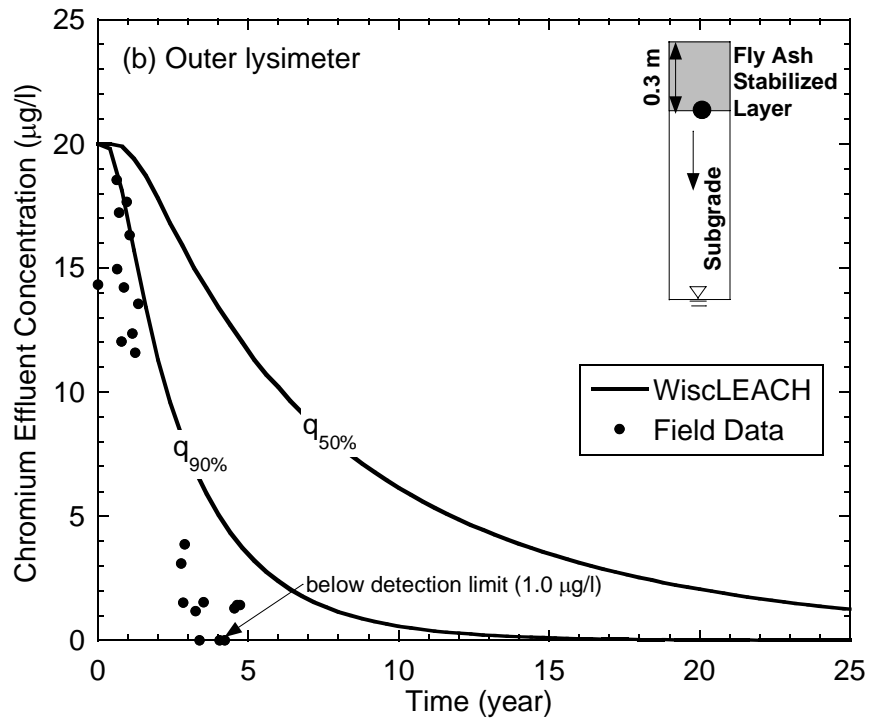 (b) Outer lysimeter
0.3 m
Fly Ash
Stabilized
Layer
Subgrade
WiscLEACH
Field Data
q50%
q90%
below detection limit (1.0 μg/l)
Chromium Effluent Concentration (μg/l)
25
20
15
10
5
0
0 5 10 15 20 25
Time (year)